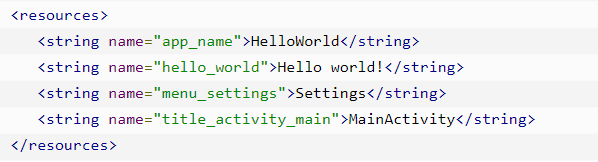 <resources>
   <string name="app_name">HelloWorld</string>
   <string name="hello_world">Hello world!</string>
   <string name="menu_settings">Settings</string>
   <string name="title_activity_main">MainActivity</string>
</resources>